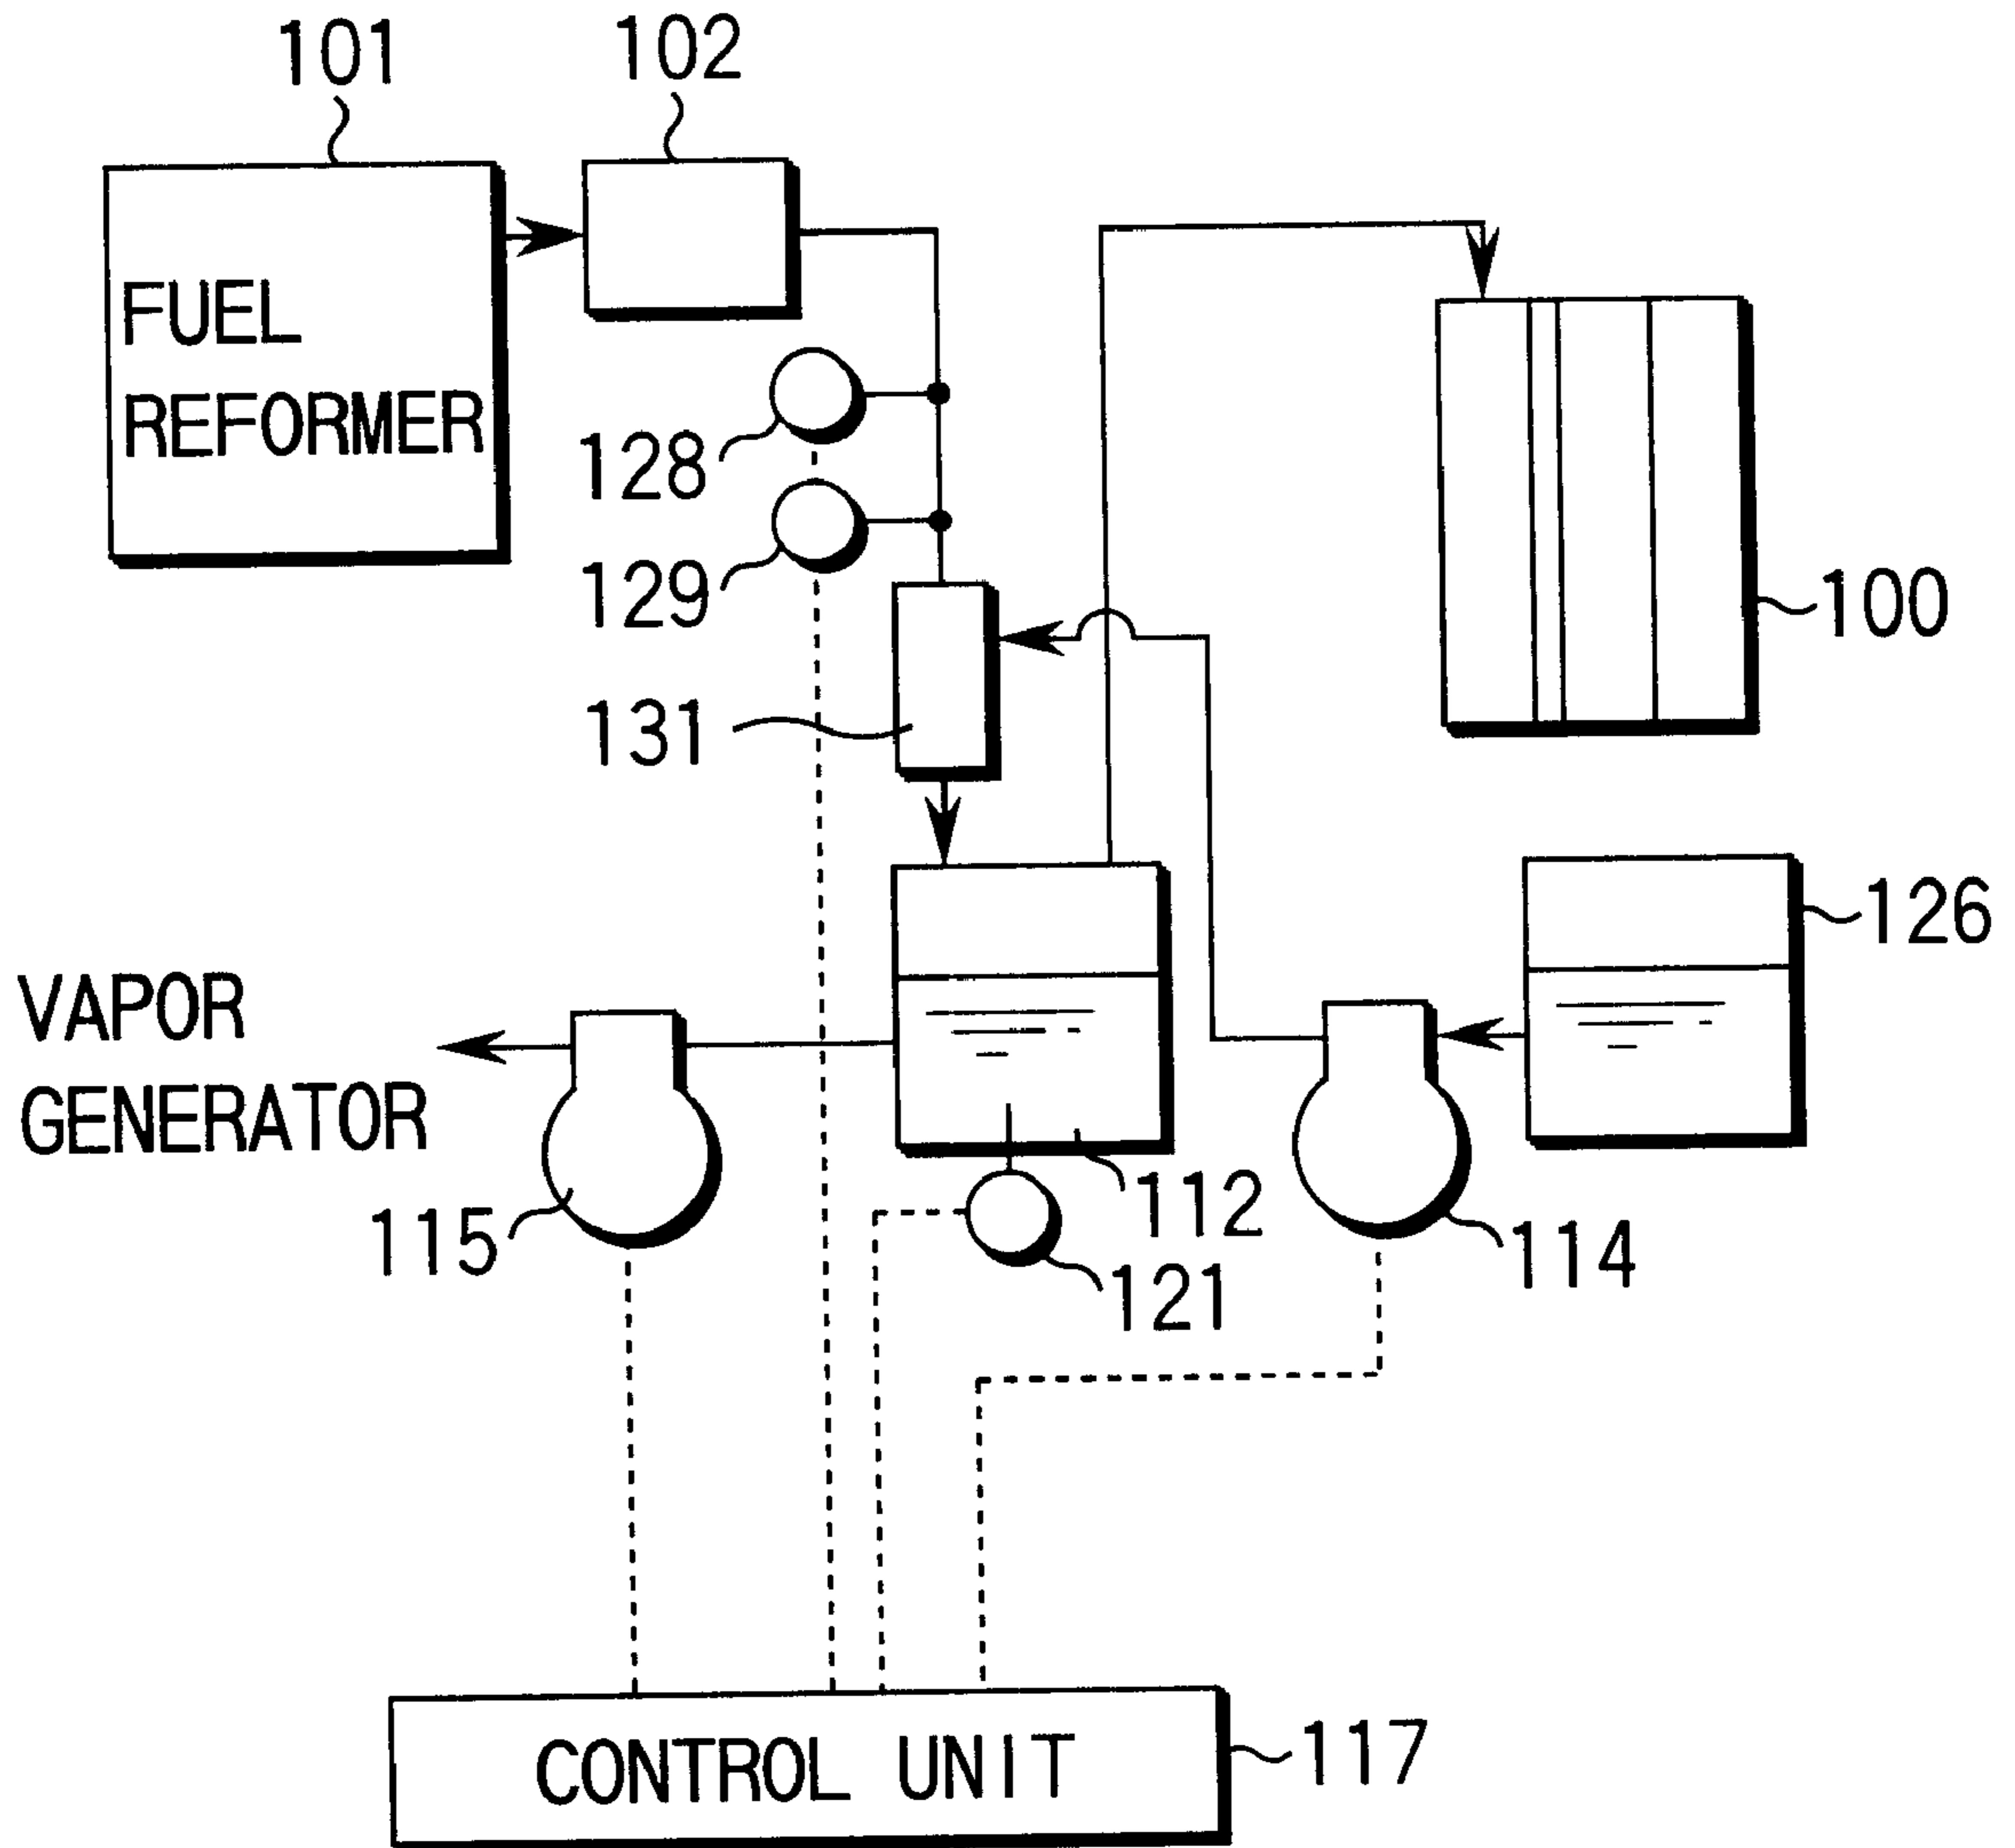 101
102
FUEL
REFORMER
128
129
100
131
126
VAPOR
GENERATOR
112
115
114
121
CONTROL UNIT
117